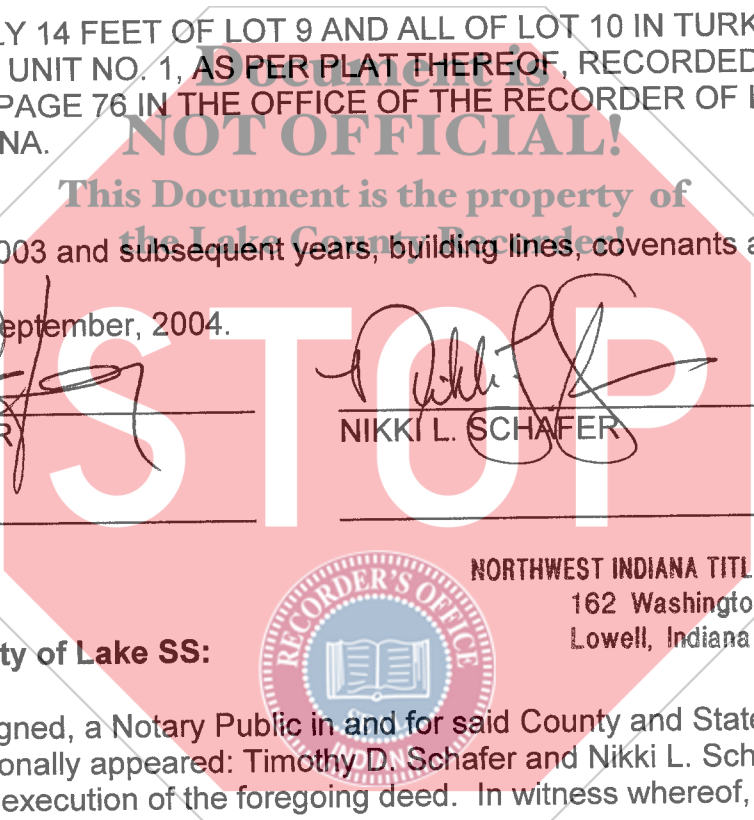 LY 14 FEET OF LOT 9 AND ALL OF LOT 10 IN TURK
UNIT NO. 1, AS PER PLAT THEREOF, RECORDED
Document is
PAGE 76 IN THE OFFICE OF THE RECORDER OF
NA.
NOT OFFICIAL!
This Document is the property of
the Lake County Recorder!
003 and subsequent years, building lines, covenants a
eptember, 2004.
STOP
Nikki L. S
R
NIKKI L. SCHAFER
NORTHWEST INDIANA TITL
162 Washingto
Lowell, Indiana
RECORDER'S OFFICE
ty of Lake SS:
gned, a Notary Public in and for said County and State
onally appeared: Timothy D. Schafer and Nikki L. Sch
INDIANA
execution of the foregoing deed. In witness whereof,